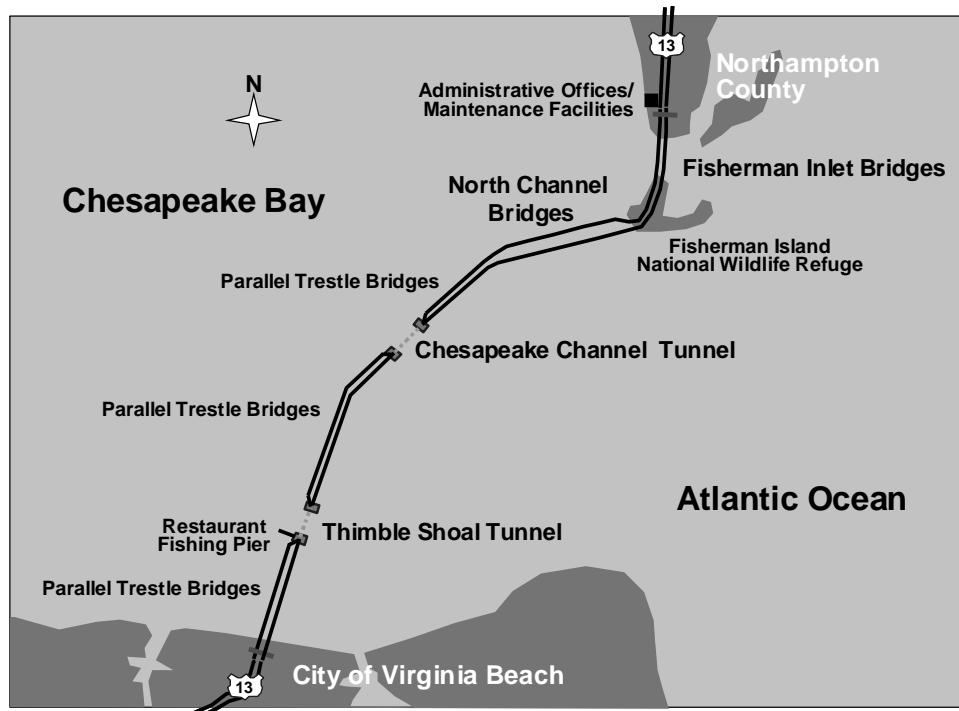 13
Northampton
County
N
Administrative Offices/
Maintenance Facilities
Fisherman Inlet Bridges
North Channel
Bridges
Chesapeake Bay
Fisherman Island
National Wildlife Refuge
Parallel Trestle Bridges
Chesapeake Channel Tunnel
Parallel Trestle Bridges
Atlantic Ocean
Restaurant
Fishing Pier
Thimble Shoal Tunnel
Parallel Trestle Bridges
City of Virginia Beach
13